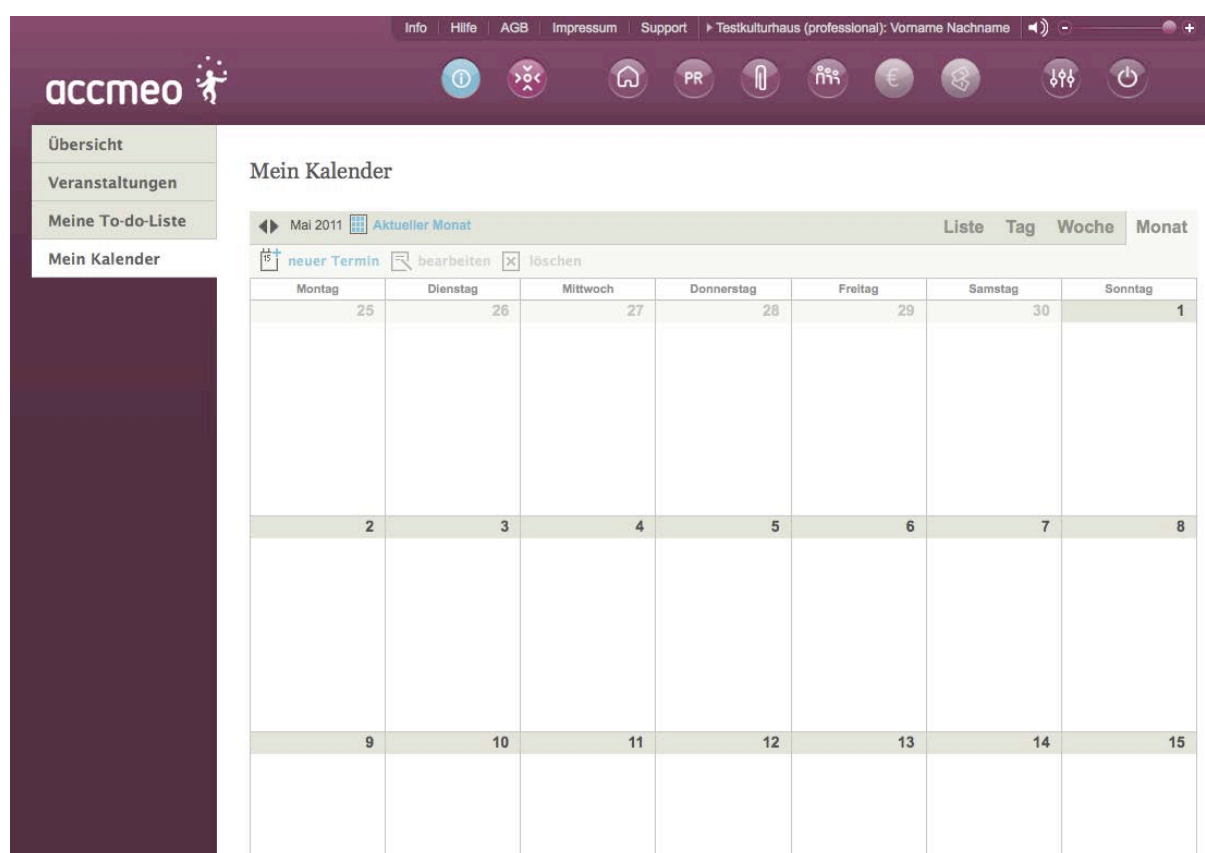 Info Hilfe AGB Impressum Support Testkulturhaus (professional): Vorname Nachname - +
accmeo PR €
Übersicht
Veranstaltungen
Meine To-do-Liste
Mein Kalender
Mein Kalender
Mai 2011 Aktueller Monat Liste Tag Woche Monat
15 neuer Termin bearbeiten löschen
Montag Dienstag Mittwoch Donnerstag Freitag Samstag Sonntag
25 26 27 28 29 30 1
2 3 4 5 6 7 8
9 10 11 12 13 14 15